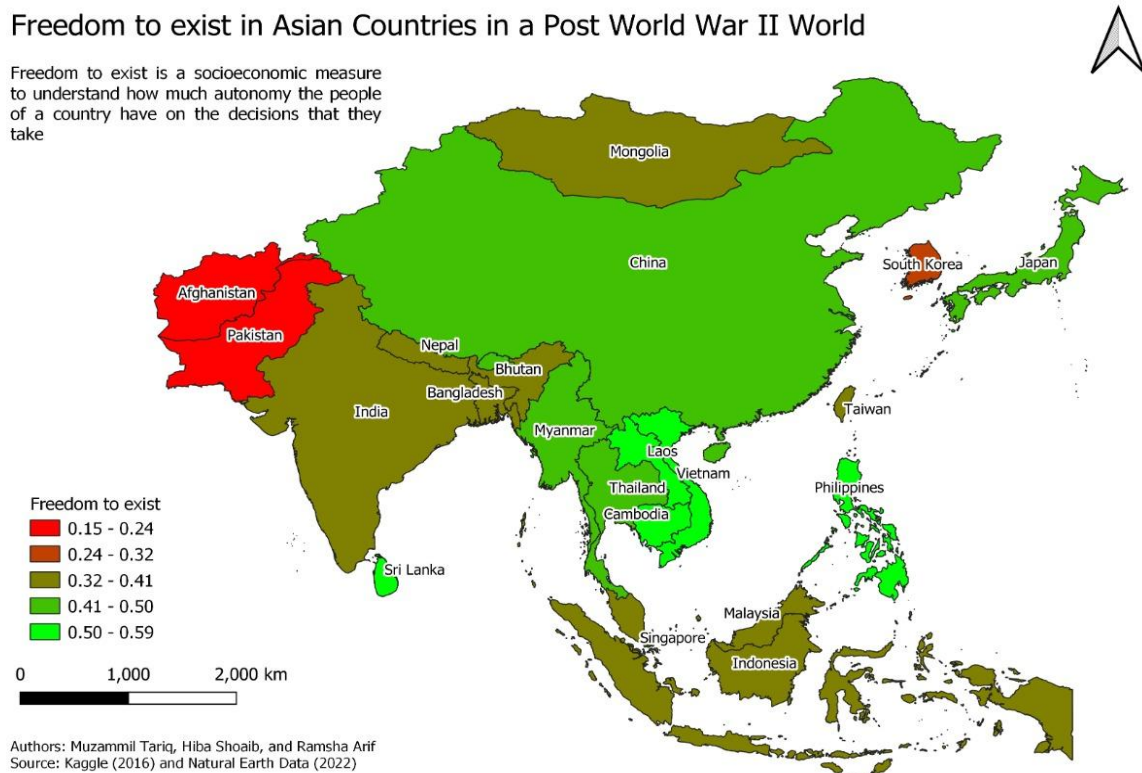 Freedom to exist in Asian Countries in a Post World War II World
Freedom to exist is a socioeconomic measure
to understand how much autonomy the people
of a country have on the decisions that they
take
Mongolia
China
South Korea
Japan
Afghanistan
Pakistan
Nepal
Bhutan
Bangladesh
India
Taiwan
Myanmar
Laos
Vietnam
Thailand
Philippines
Cambodia
Sri Lanka
Malaysia
Singapore
Indonesia
Freedom to exist
0.15 - 0.24
0.24 - 0.32
0.32 - 0.41
0.41 - 0.50
0.50 - 0.59
0 1,000 2,000 km
Authors: Muzammil Tariq, Hiba Shoaib, and Ramsha Arif
Source: Kaggle (2016) and Natural Earth Data (2022)